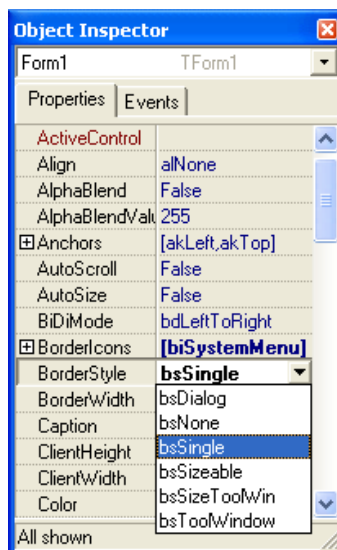 Object Inspector
Form1 TForm1
Properties Events
ActiveControl
Align alNone
AlphaBlend False
AlphaBlendValu 255
Anchors [akLeft,akTop]
AutoScroll False
AutoSize False
BiDiMode bdLeftToRight
BorderIcons [biSystemMenu]
BorderStyle bsSingle
BorderWidth bsDialog
Caption bsNone
ClientHeight bsSingle
ClientWidth bsSizeable
Color bsSizeToolWin
bsToolWindow
All shown